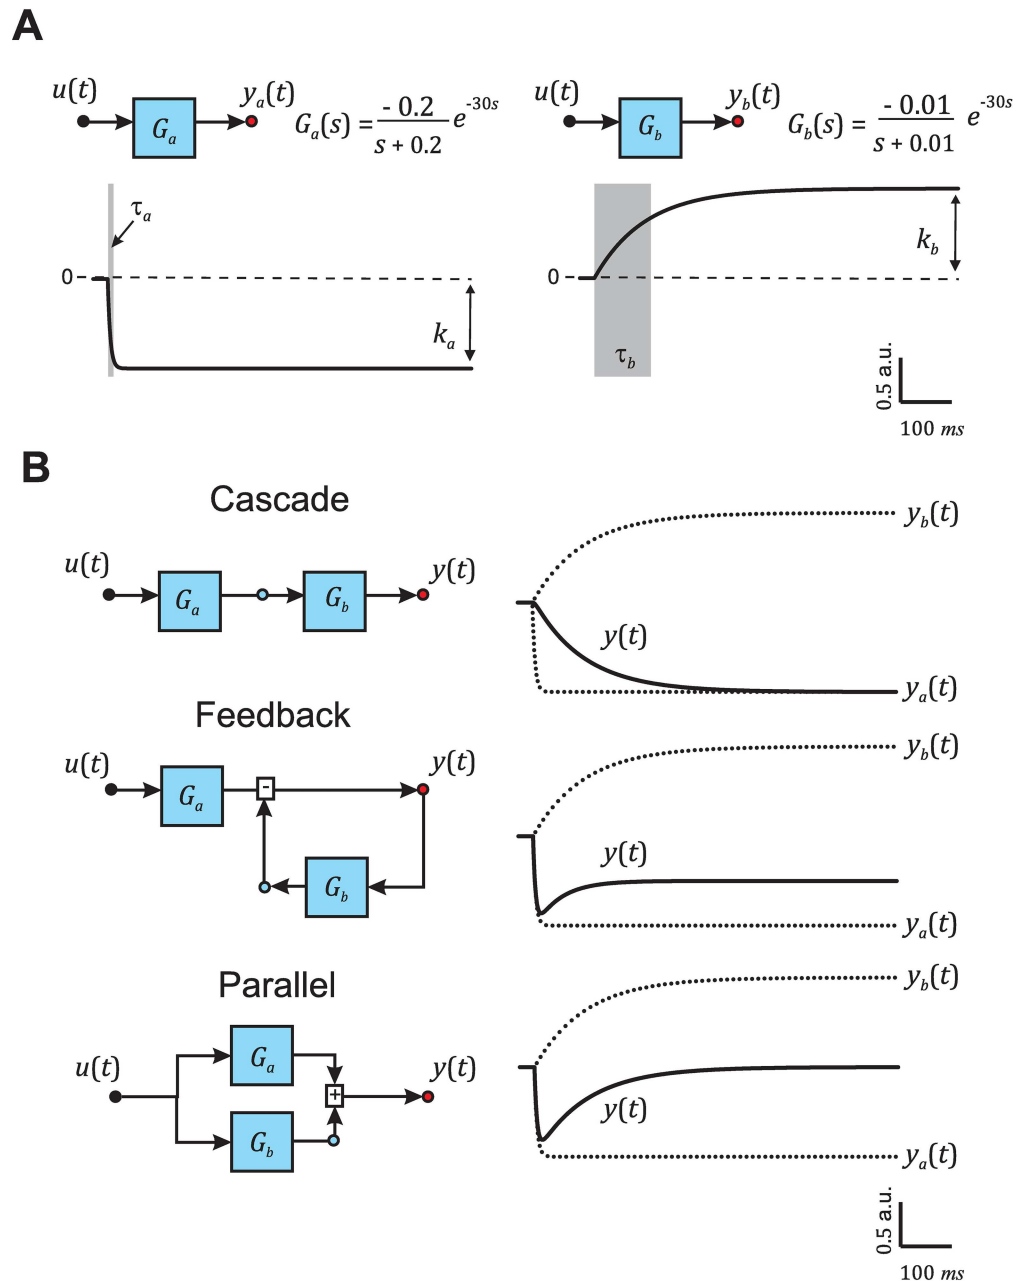 A
u(t)
G_a
y_a(t)
G_a(s) = - 0.2 / s + 0.2 e^-30s
u(t)
G_b
y_b(t)
G_b(s) = - 0.01 / s + 0.01 e^-30s
τ_a
0
k_a
0
τ_b
k_b
0.5 a.u.
100 ms
B
Cascade
u(t)
G_a
G_b
y(t)
y_b(t)
y(t)
y_a(t)
Feedback
u(t)
G_a
-
y(t)
G_b
y_b(t)
y(t)
y_a(t)
Parallel
u(t)
G_a
+
G_b
y(t)
y_b(t)
y(t)
y_a(t)
0.5 a.u.
100 ms